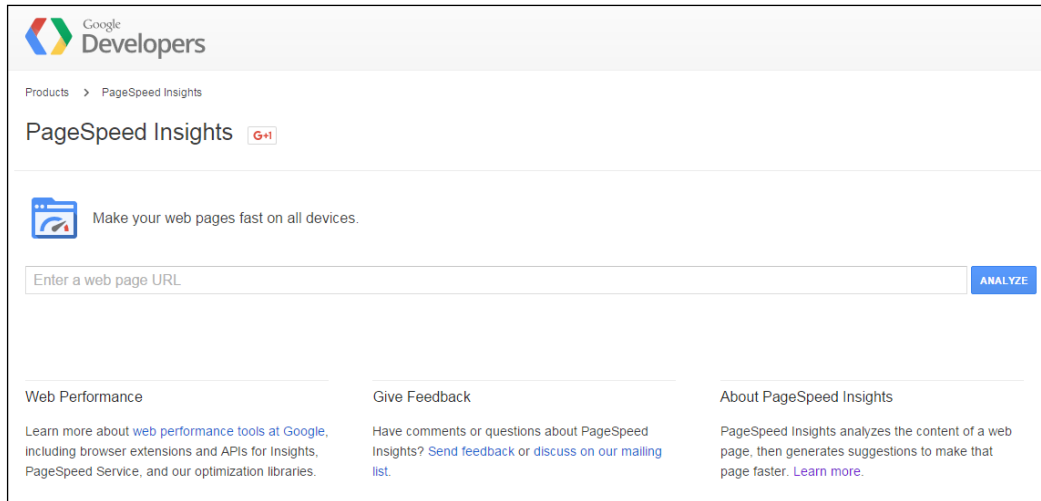 Google
Developers
Products > PageSpeed Insights
PageSpeed Insights G+1
Make your web pages fast on all devices.
Enter a web page URL
ANALYZE
Web Performance
Learn more about web performance tools at Google,
including browser extensions and APIs for Insights,
PageSpeed Service, and our optimization libraries.
Give Feedback
Have comments or questions about PageSpeed
Insights? Send feedback or discuss on our mailing
list.
About PageSpeed Insights
PageSpeed Insights analyzes the content of a web
page, then generates suggestions to make that
page faster. Learn more.